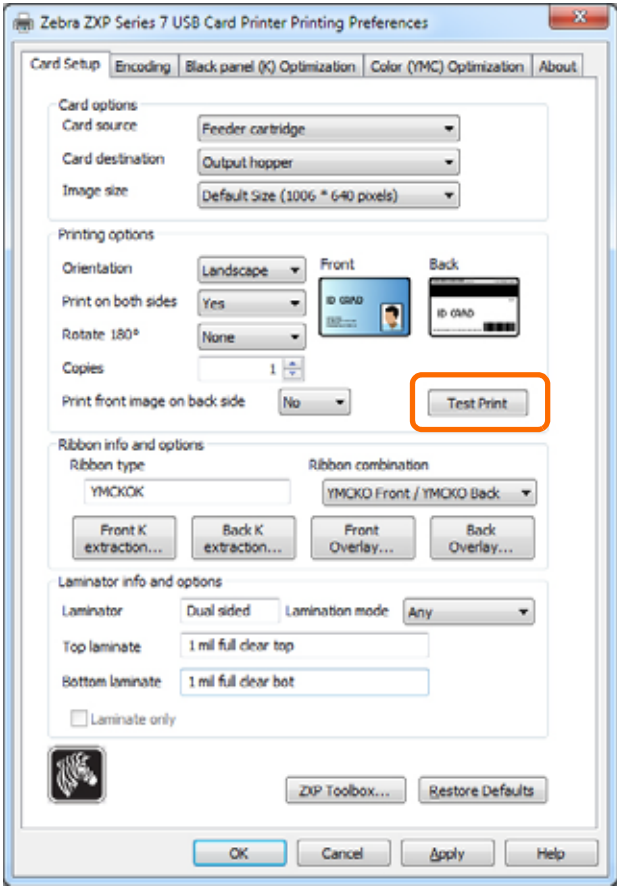 Zebra ZXP Series 7 USB Card Printer Printing Preferences
Card Setup Encoding Black panel (K) Optimization Color (YMC) Optimization About
Card options
Card source Feeder cartridge
Card destination Output hopper
Image size Default Size (1006 * 640 pixels)
Printing options
Orientation Landscape Front Back
Print on both sides Yes
ID CARD ID CARD
Rotate 180° None
Copies 1
Print front image on back side No Test Print
Ribbon info and options
Ribbon type Ribbon combination
YMCKOK YMCKO Front / YMCKO Back
Front K extraction... Back K extraction... Front Overlay... Back Overlay...
Laminator info and options
Laminator Dual sided Lamination mode Any
Top laminate 1 mil full clear top
Bottom laminate 1 mil full clear bot
Laminate only
ZXP Toolbox... Restore Defaults
OK Cancel Apply Help